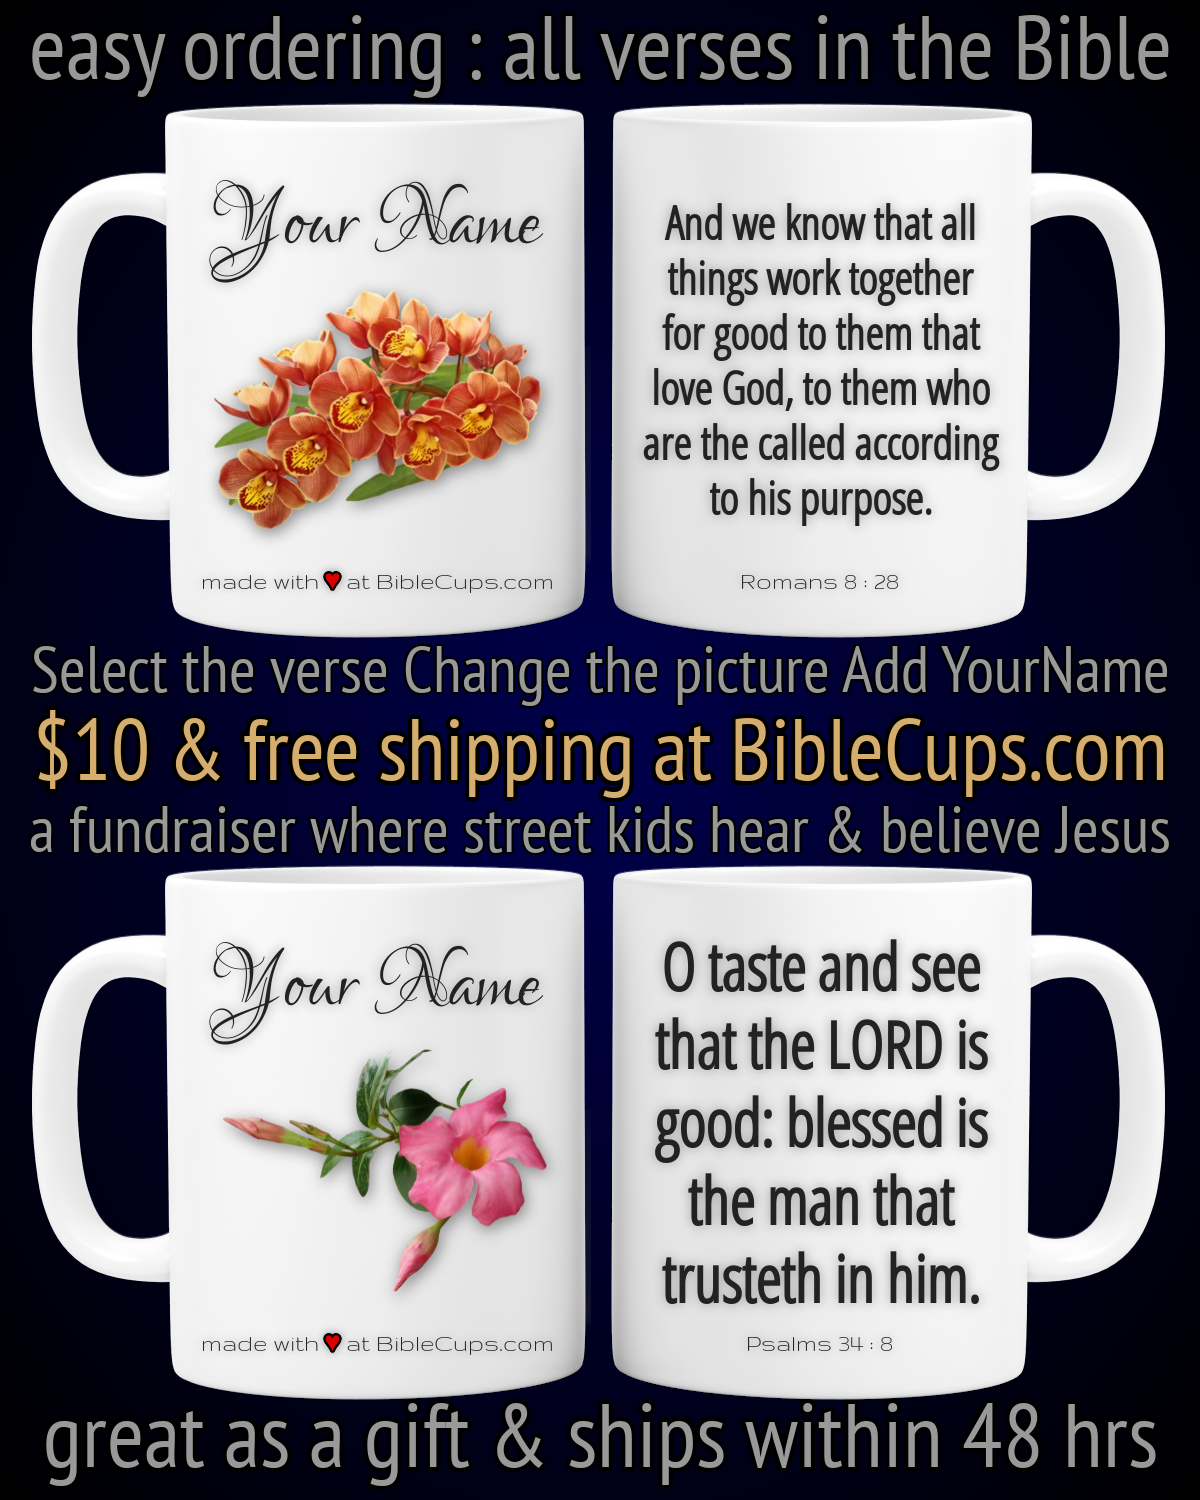 easy ordering : all verses in the Bible
Your Name
made with ♥ at BibleCups.com
And we know that all
things work together
for good to them that
love God, to them who
are the called according
to his purpose.
Romans 8 : 28
Select the verse Change the picture Add YourName
$10 & free shipping at BibleCups.com
a fundraiser where street kids hear & believe Jesus
Your Name
made with ♥ at BibleCups.com
O taste and see
that the LORD is
good: blessed is
the man that
trusteth in him.
Psalms 34 : 8
great as a gift & ships within 48 hrs